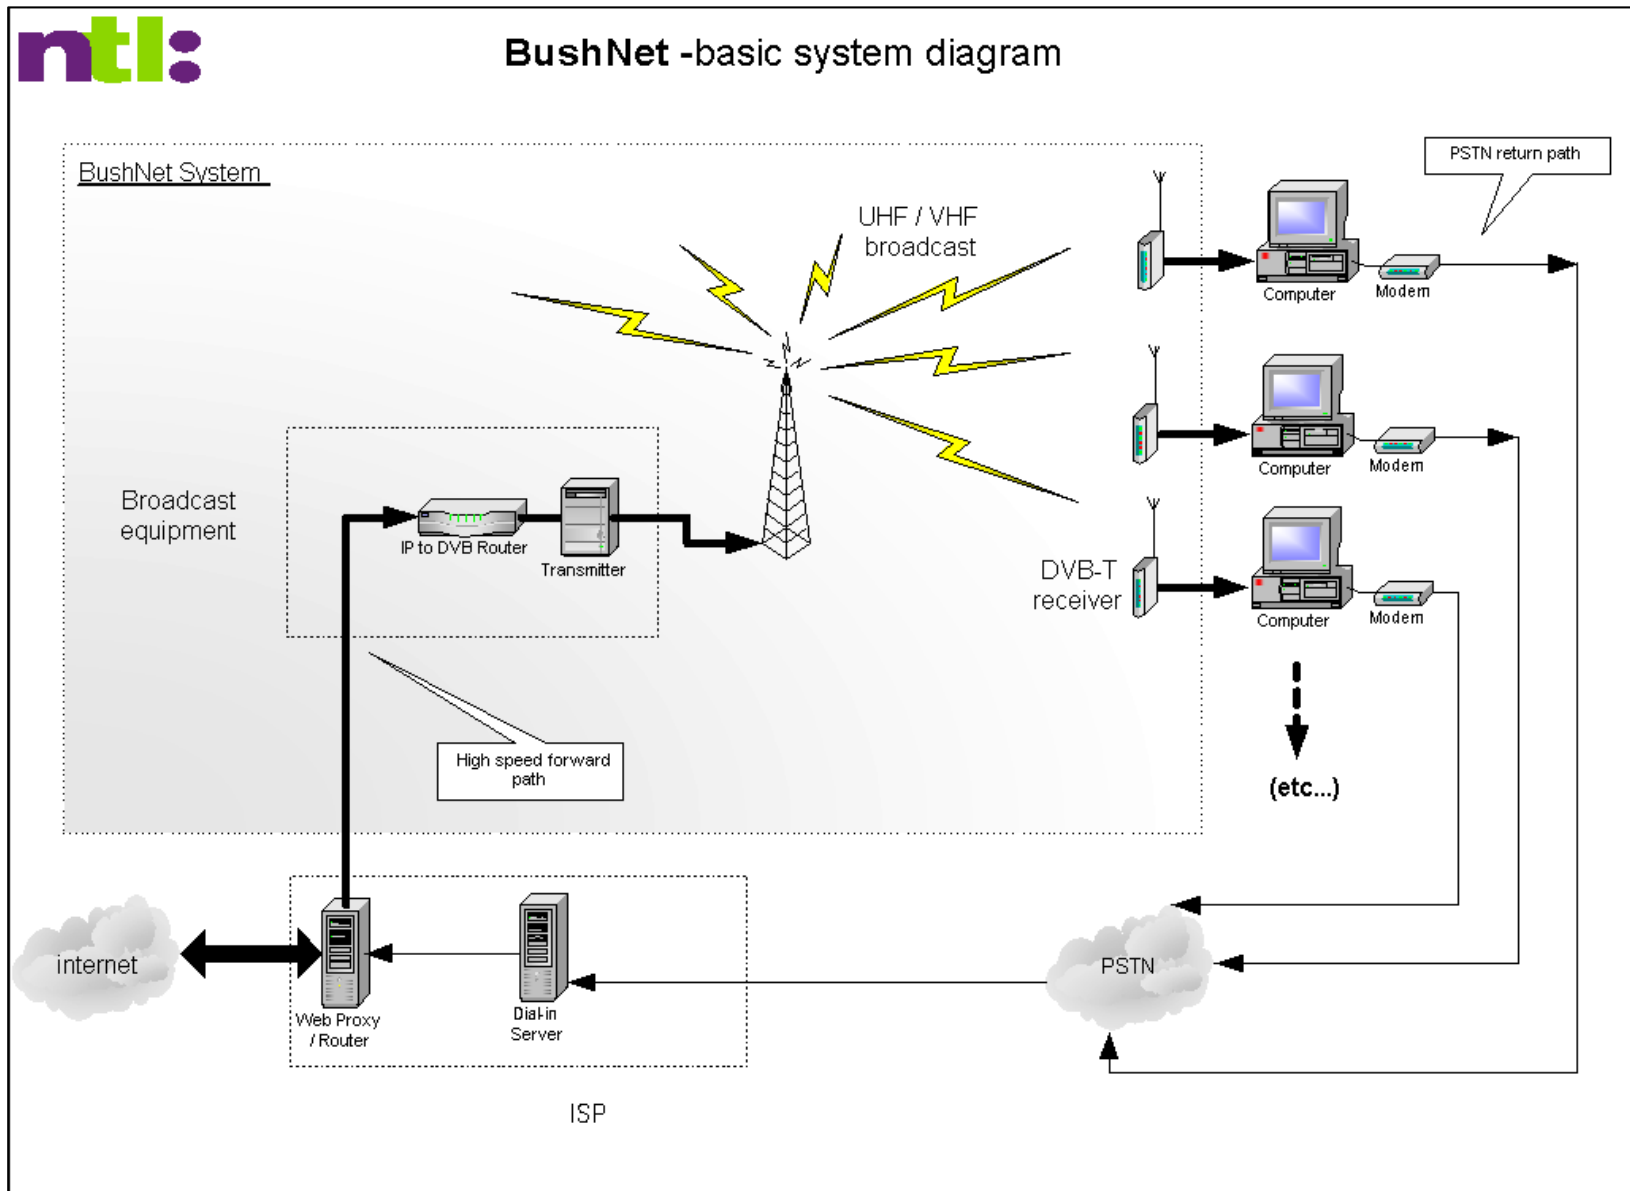 ntl:
BushNet -basic system diagram
BushNet System
PSTN return path
UHF / VHF
broadcast
Computer
Modem
Computer
Modem
Broadcast
equipment
IP to DVB Router
Transmitter
DVB-T
receiver
Computer
Modem
High speed forward
path
(etc...)
internet
Web Proxy
/ Router
Dial-in
Server
PSTN
ISP